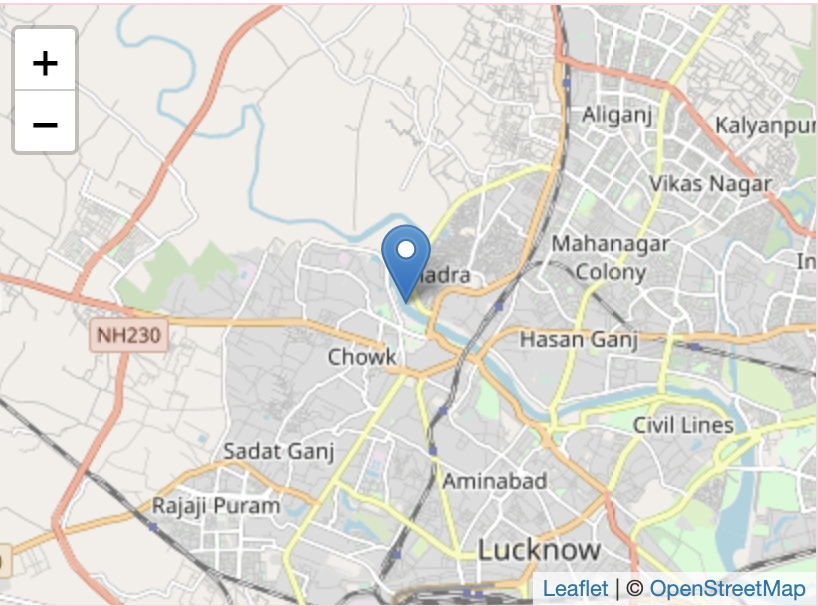 +
−
Aliganj
Kalyanpur
Vikas Nagar
Mahanagar
Colony
In
adra
NH230
Hasan Ganj
Chowk
Civil Lines
Sadat Ganj
Aminabad
Rajaji Puram
Lucknow
Leaflet | © OpenStreetMap